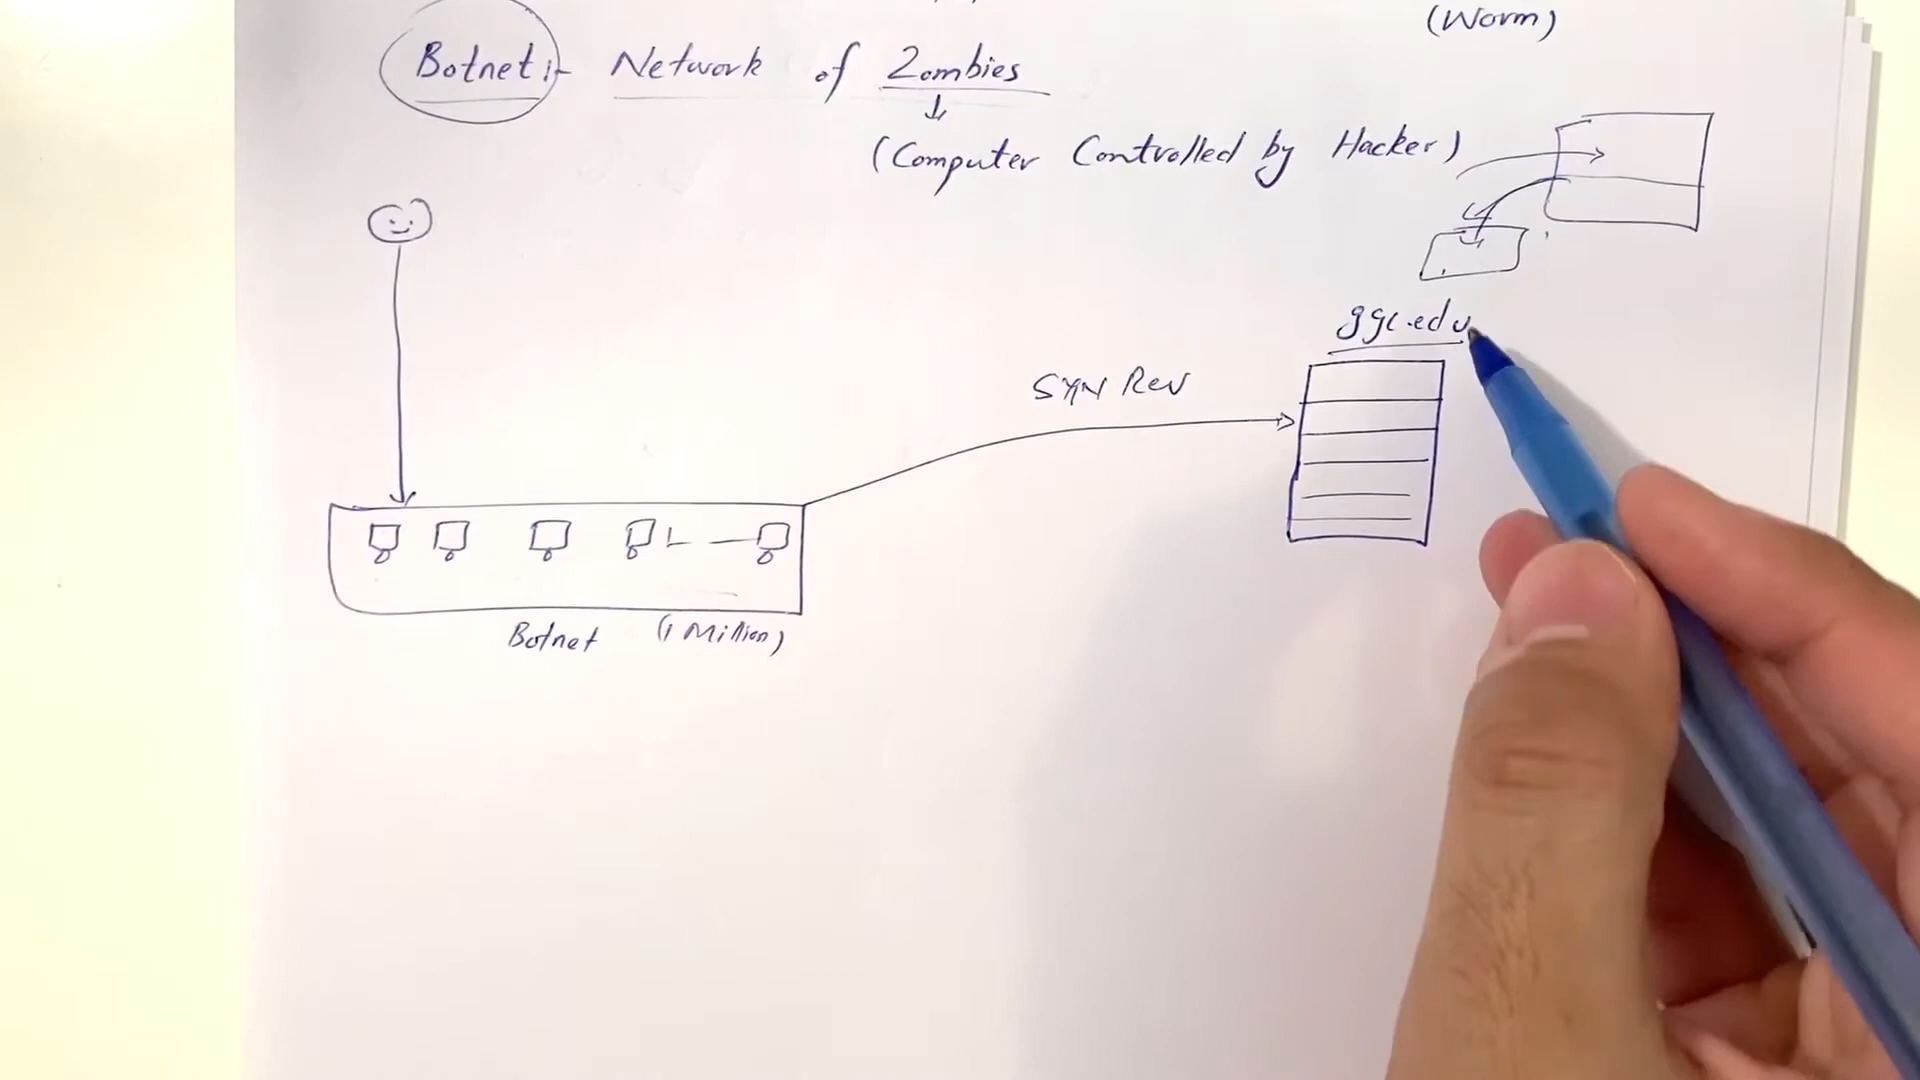 (Worm)
Botnet:- Network of Zombies
(Computer Controlled by Hacker)
ggc.edu
SYN Rev
Botnet (1 Million)